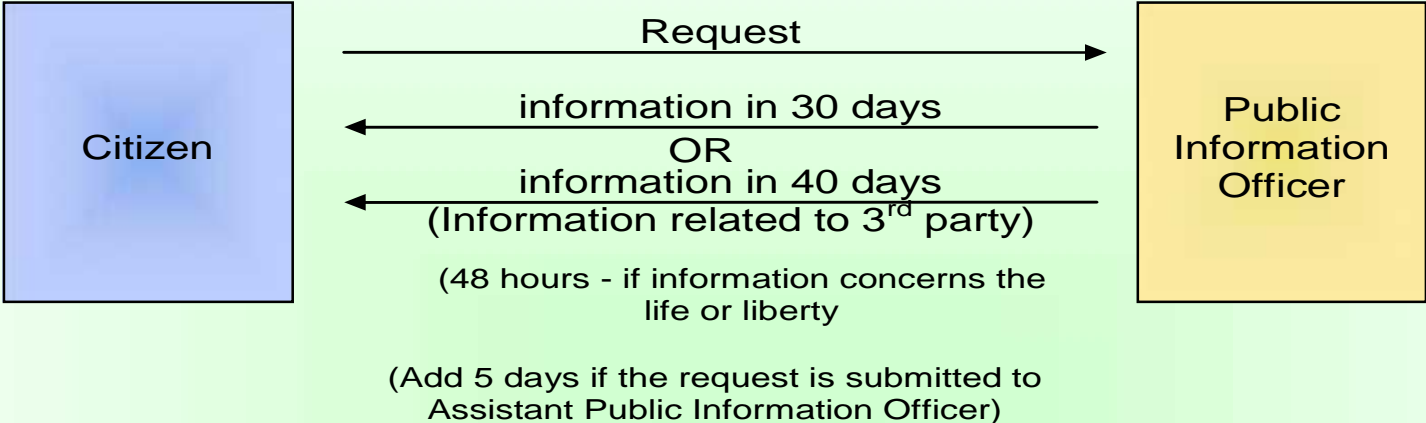 Request
Citizen
information in 30 days
OR
information in 40 days
(Information related to 3rd party)
(48 hours - if information concerns the
life or liberty
(Add 5 days if the request is submitted to
Assistant Public Information Officer)
Public
Information
Officer